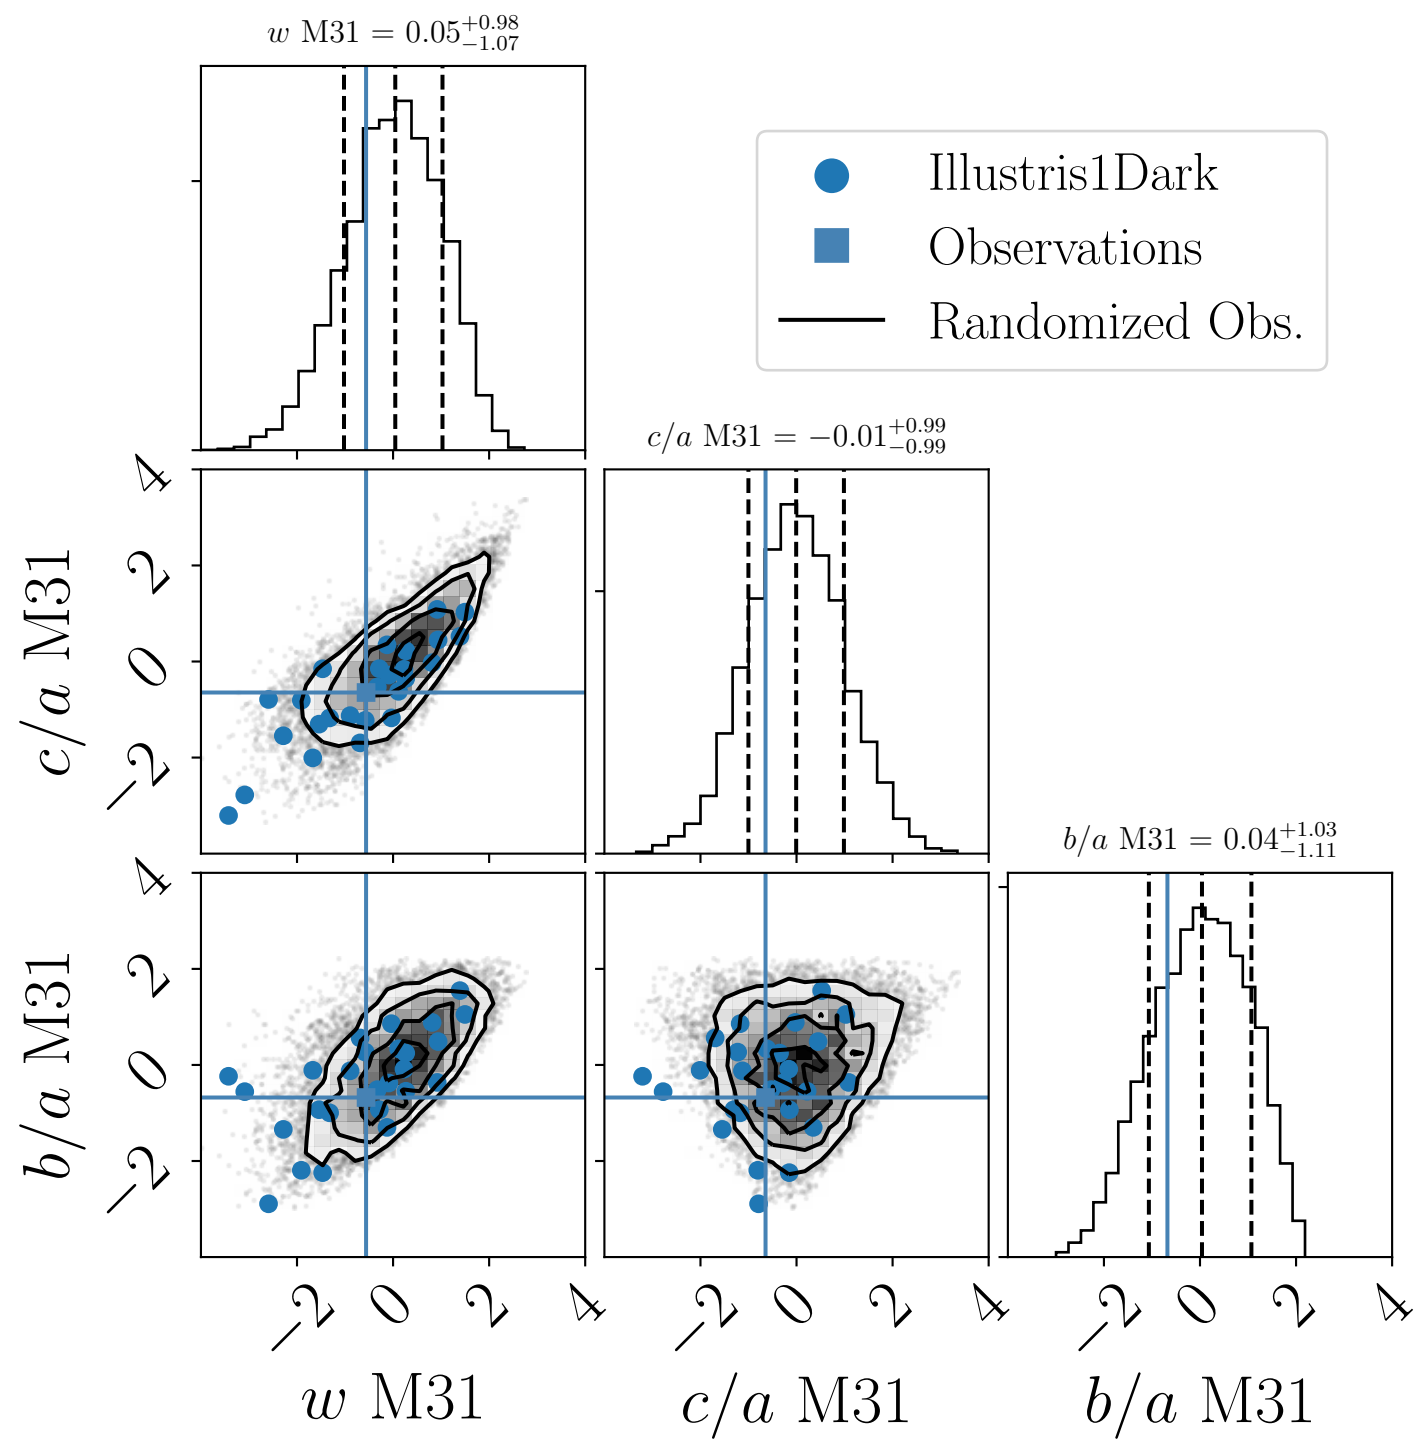 w M31 = 0.05^{+0.98}_{-1.07}
Illustris1Dark
Observations
Randomized Obs.
c/a M31 = −0.01^{+0.99}_{−0.99}
c/a M31
4
2
0
−2
b/a M31 = 0.04^{+1.03}_{−1.11}
b/a M31
4
2
0
−2
−2 0 2 4
−2 0 2 4
−2 0 2 4
w M31
c/a M31
b/a M31